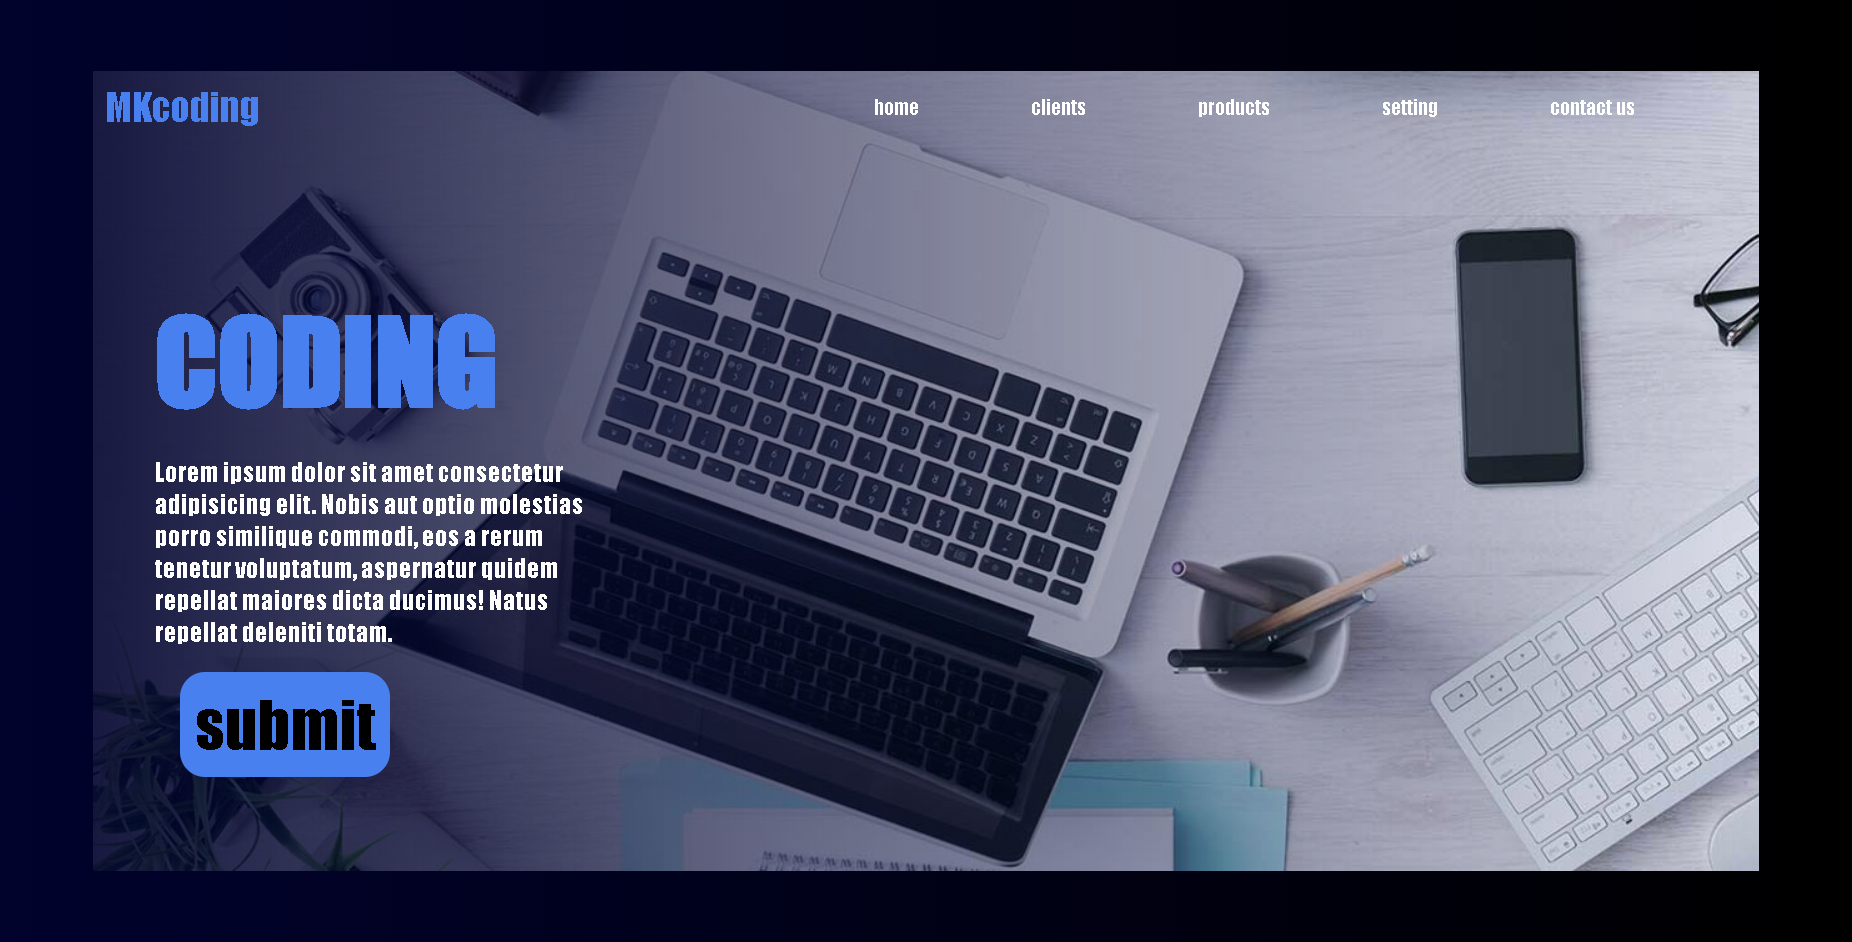 MKcoding
home clients products setting contact us
CODING
Lorem ipsum dolor sit amet consectetur
adipisicing elit. Nobis aut optio molestias
porro similique commodi, eos a rerum
tenetur voluptatum, aspernatur quidem
repellat maiores dicta ducimus! Natus
repellat deleniti totam.
submit